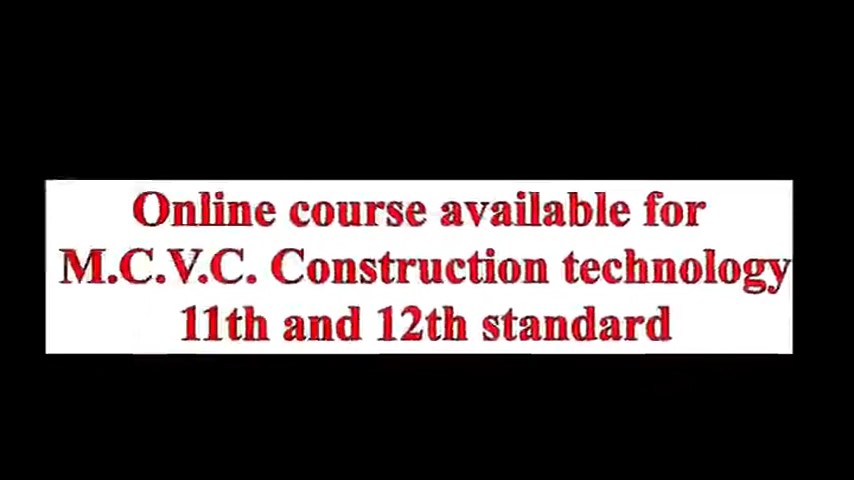 Online course available for
M.C.V.C. Construction technology
11th and 12th standard